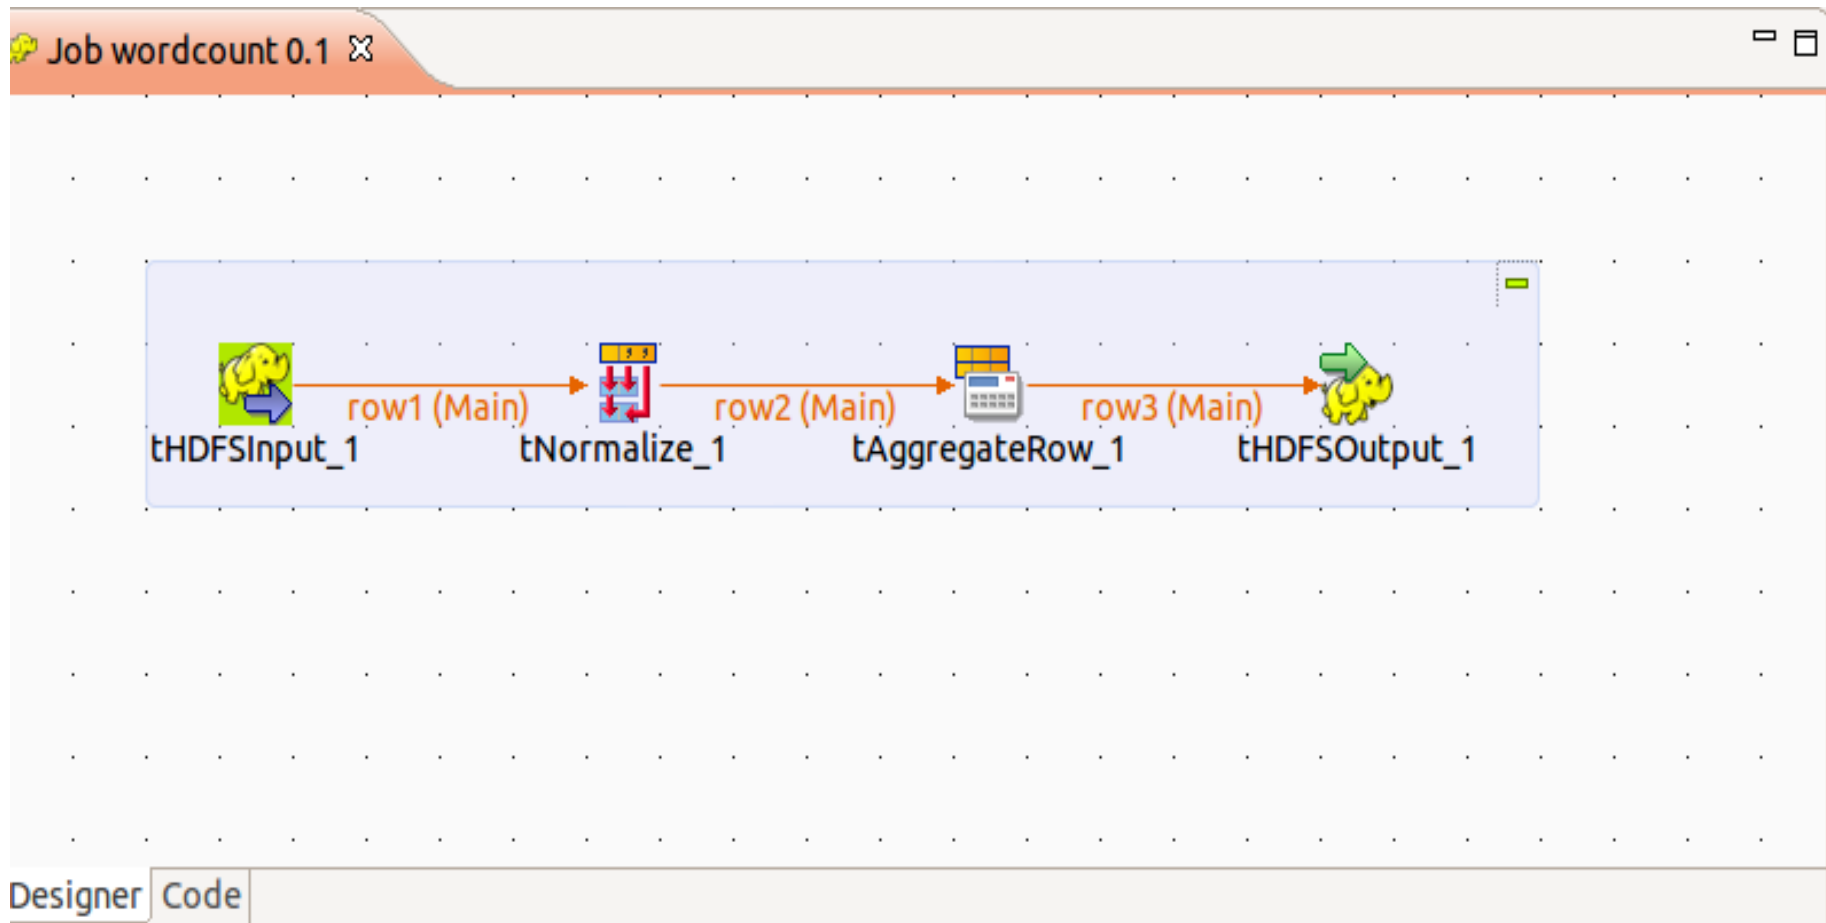 Job wordcount 0.1
row1 (Main) row2 (Main) row3 (Main)
tHDFSInput_1 tNormalize_1 tAggregateRow_1 tHDFSOutput_1
Designer Code